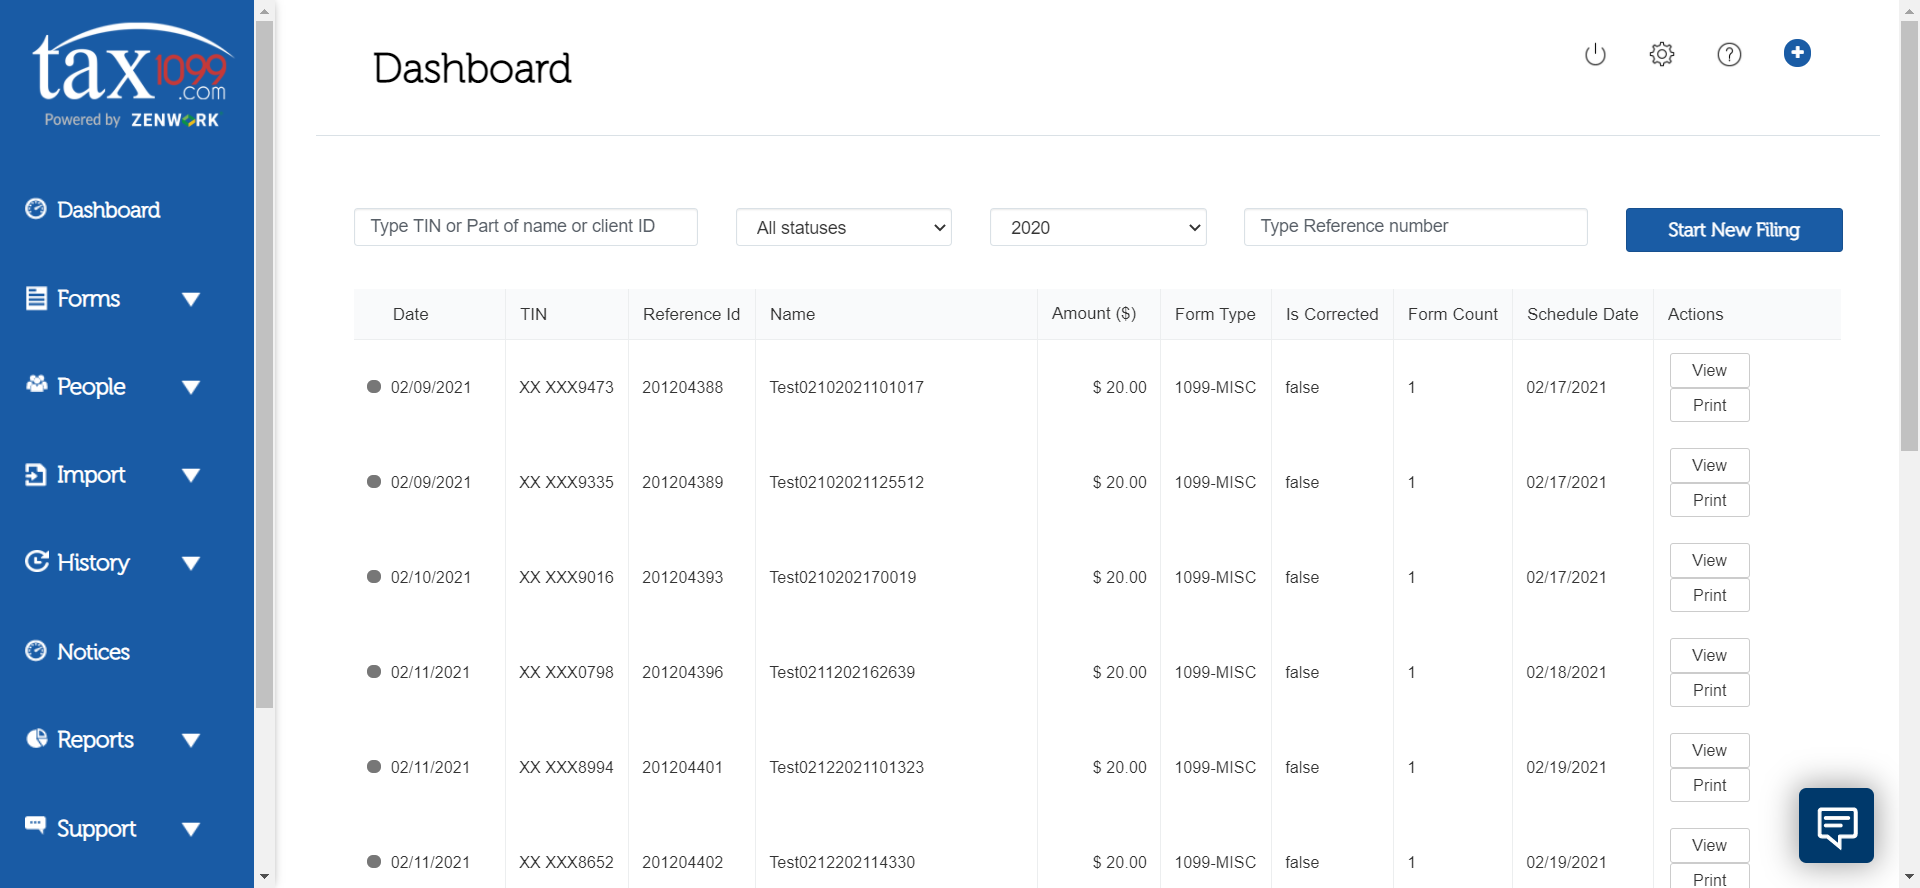 tax1099.com
Powered by ZENWORK
Dashboard
Forms
People
Import
History
Notices
Reports
Support
Dashboard
Type TIN or Part of name or client ID
All statuses
2020
Type Reference number
Start New Filing
Date TIN Reference Id Name Amount ($) Form Type Is Corrected Form Count Schedule Date Actions
02/09/2021 XX XXX9473 201204388 Test02102021101017 $ 20.00 1099-MISC false 1 02/17/2021 View
Print
02/09/2021 XX XXX9335 201204389 Test02102021125512 $ 20.00 1099-MISC false 1 02/17/2021 View
Print
02/10/2021 XX XXX9016 201204393 Test0210202170019 $ 20.00 1099-MISC false 1 02/17/2021 View
Print
02/11/2021 XX XXX0798 201204396 Test0211202162639 $ 20.00 1099-MISC false 1 02/18/2021 View
Print
02/11/2021 XX XXX8994 201204401 Test02122021101323 $ 20.00 1099-MISC false 1 02/19/2021 View
Print
02/11/2021 XX XXX8652 201204402 Test0212202114330 $ 20.00 1099-MISC false 1 02/19/2021 View
Print